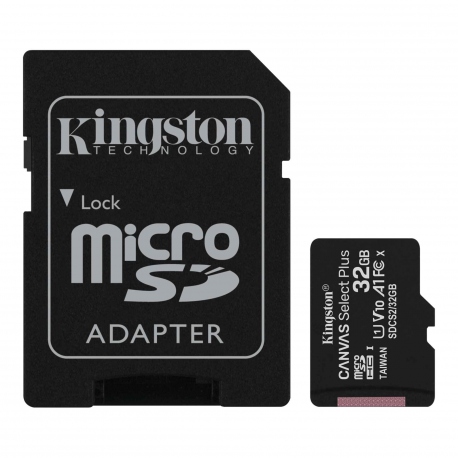 Kingston
TECHNOLOGY
Lock
micro
SD
ADAPTER
Kingston®
CANVAS Select Plus
32GB
micro SD HC I
U1 V10 A1 FC X
SDCS2/32GB
TAIWAN